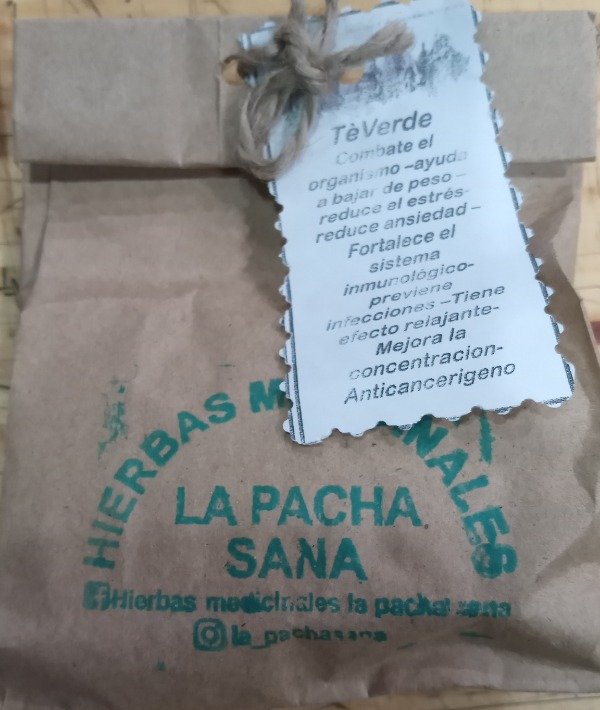 TèVerde
Combate el
organismo –ayuda
a bajar de peso –
reduce el estrés-
reduce ansiedad –
Fortalece el
sistema
inmunológico-
previene
infecciones –Tiene
efecto relajante-
Mejora la
concentracion-
Anticancerigeno
HIERBAS
LA PACHA
SANA
Hierbas medicinales la pacha sana
la_pachasana